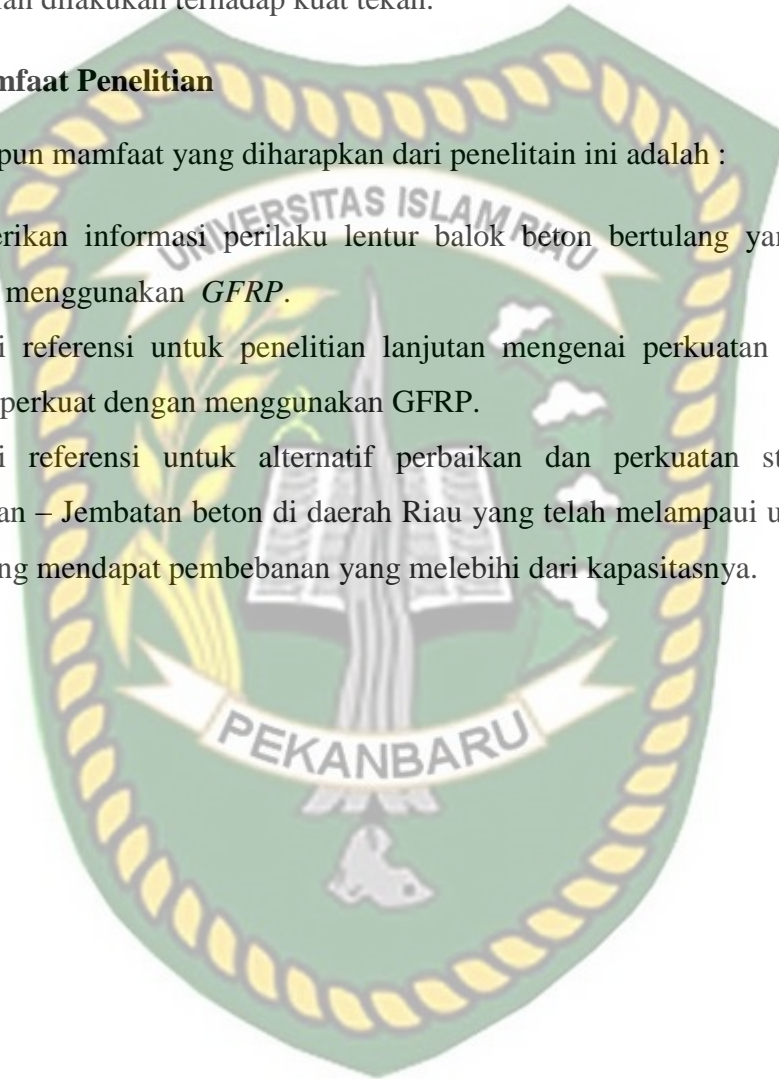 lah dilakukan terhadap kuat tekan.
mfaat Penelitian
pun mamfaat yang diharapkan dari penelitain ini adalah :
UNIVERSITAS ISLAM RIAU
erikan informasi perilaku lentur balok beton bertulang yan
menggunakan GFRP.
i referensi untuk penelitian lanjutan mengenai perkuatan
perkuat dengan menggunakan GFRP.
i referensi untuk alternatif perbaikan dan perkuatan st
an – Jembatan beton di daerah Riau yang telah melampaui u
ng mendapat pembebanan yang melebihi dari kapasitasnya.
PEKANBARU